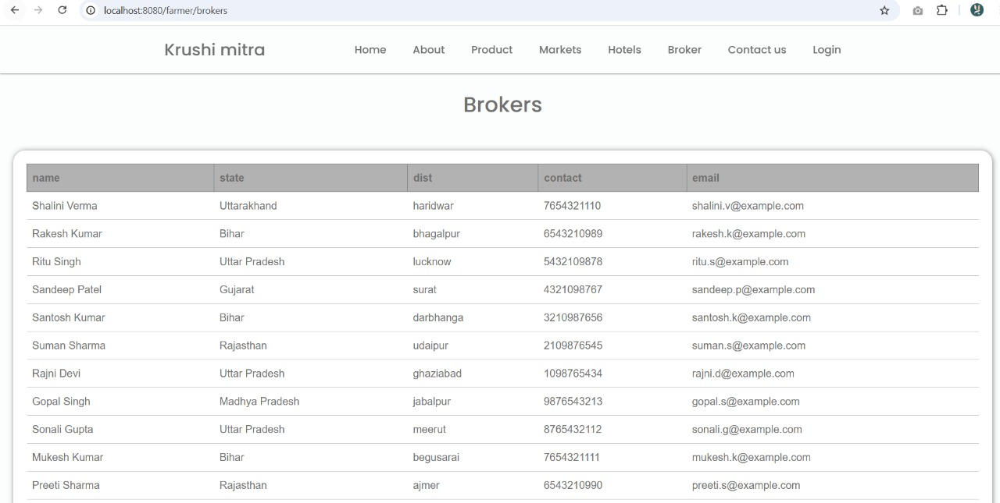 localhost:8080/farmer/brokers
Krushi mitra Home About Product Markets Hotels Broker Contact us Login
Brokers
name state dist contact email
Shalini Verma Uttarakhand haridwar 7654321110 shalini.v@example.com
Rakesh Kumar Bihar bhagalpur 6543210989 rakesh.k@example.com
Ritu Singh Uttar Pradesh lucknow 5432109878 ritu.s@example.com
Sandeep Patel Gujarat surat 4321098767 sandeep.p@example.com
Santosh Kumar Bihar darbhanga 3210987656 santosh.k@example.com
Suman Sharma Rajasthan udaipur 2109876545 suman.s@example.com
Rajni Devi Uttar Pradesh ghaziabad 1098765434 rajni.d@example.com
Gopal Singh Madhya Pradesh jabalpur 9876543213 gopal.s@example.com
Sonali Gupta Uttar Pradesh meerut 8765432112 sonali.g@example.com
Mukesh Kumar Bihar begusarai 7654321111 mukesh.k@example.com
Preeti Sharma Rajasthan ajmer 6543210990 preeti.s@example.com